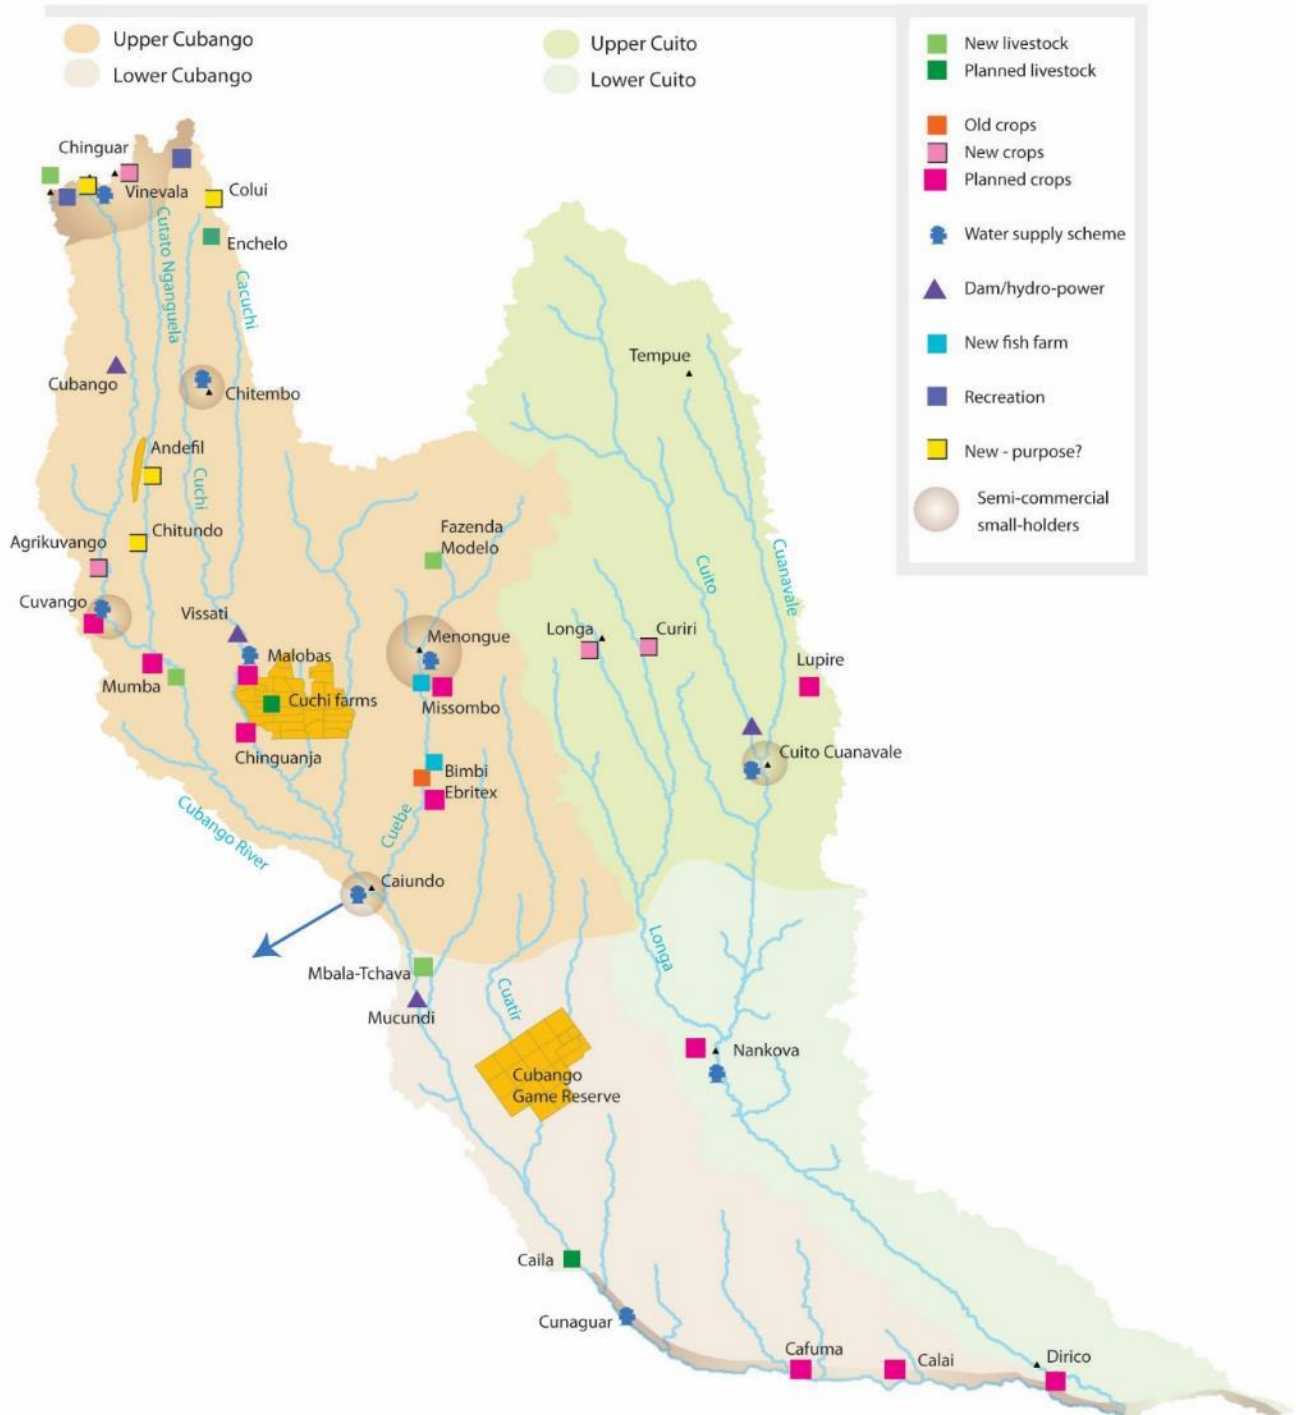 Upper Cubango
Lower Cubango
Upper Cuito
Lower Cuito
New livestock
Planned livestock
Old crops
New crops
Planned crops
Water supply scheme
Dam/hydro-power
New fish farm
Recreation
New - purpose?
Semi-commercial
small-holders
Chinguar
Vinevala
Colui
Enchelo
Cutato Nganguela
Cacuchi
Cubango
Chitembo
Tempue
Andefil
Cuchi
Chitundo
Agrikuvango
Fazenda
Modelo
Cuito
Cuanavale
Cuvango
Vissati
Malobas
Menongue
Longa
Curiri
Lupire
Mumba
Cuchi farms
Missombo
Chinguanja
Cuito Cuanavale
Bimbi
Ebritex
Cubango River
Cuebe
Caiundo
Longa
Mbala-Tchava
Cuatir
Mucundi
Nankova
Cubango
Game Reserve
Caila
Cunaguar
Cafuma
Calai
Dirico